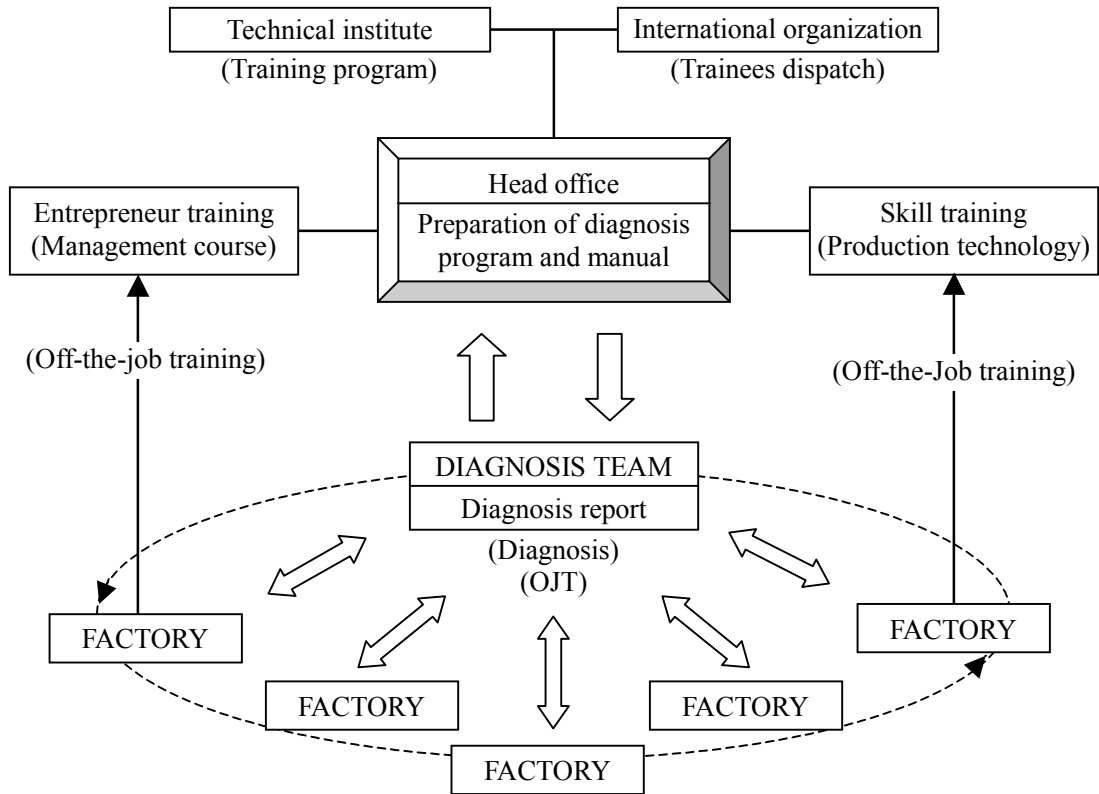 Technical institute
(Training program)
International organization
(Trainees dispatch)
Head office
Preparation of diagnosis
program and manual
Entrepreneur training
(Management course)
Skill training
(Production technology)
(Off-the-job training)
(Off-the-Job training)
DIAGNOSIS TEAM
Diagnosis report
(Diagnosis)
(OJT)
FACTORY
FACTORY
FACTORY
FACTORY
FACTORY